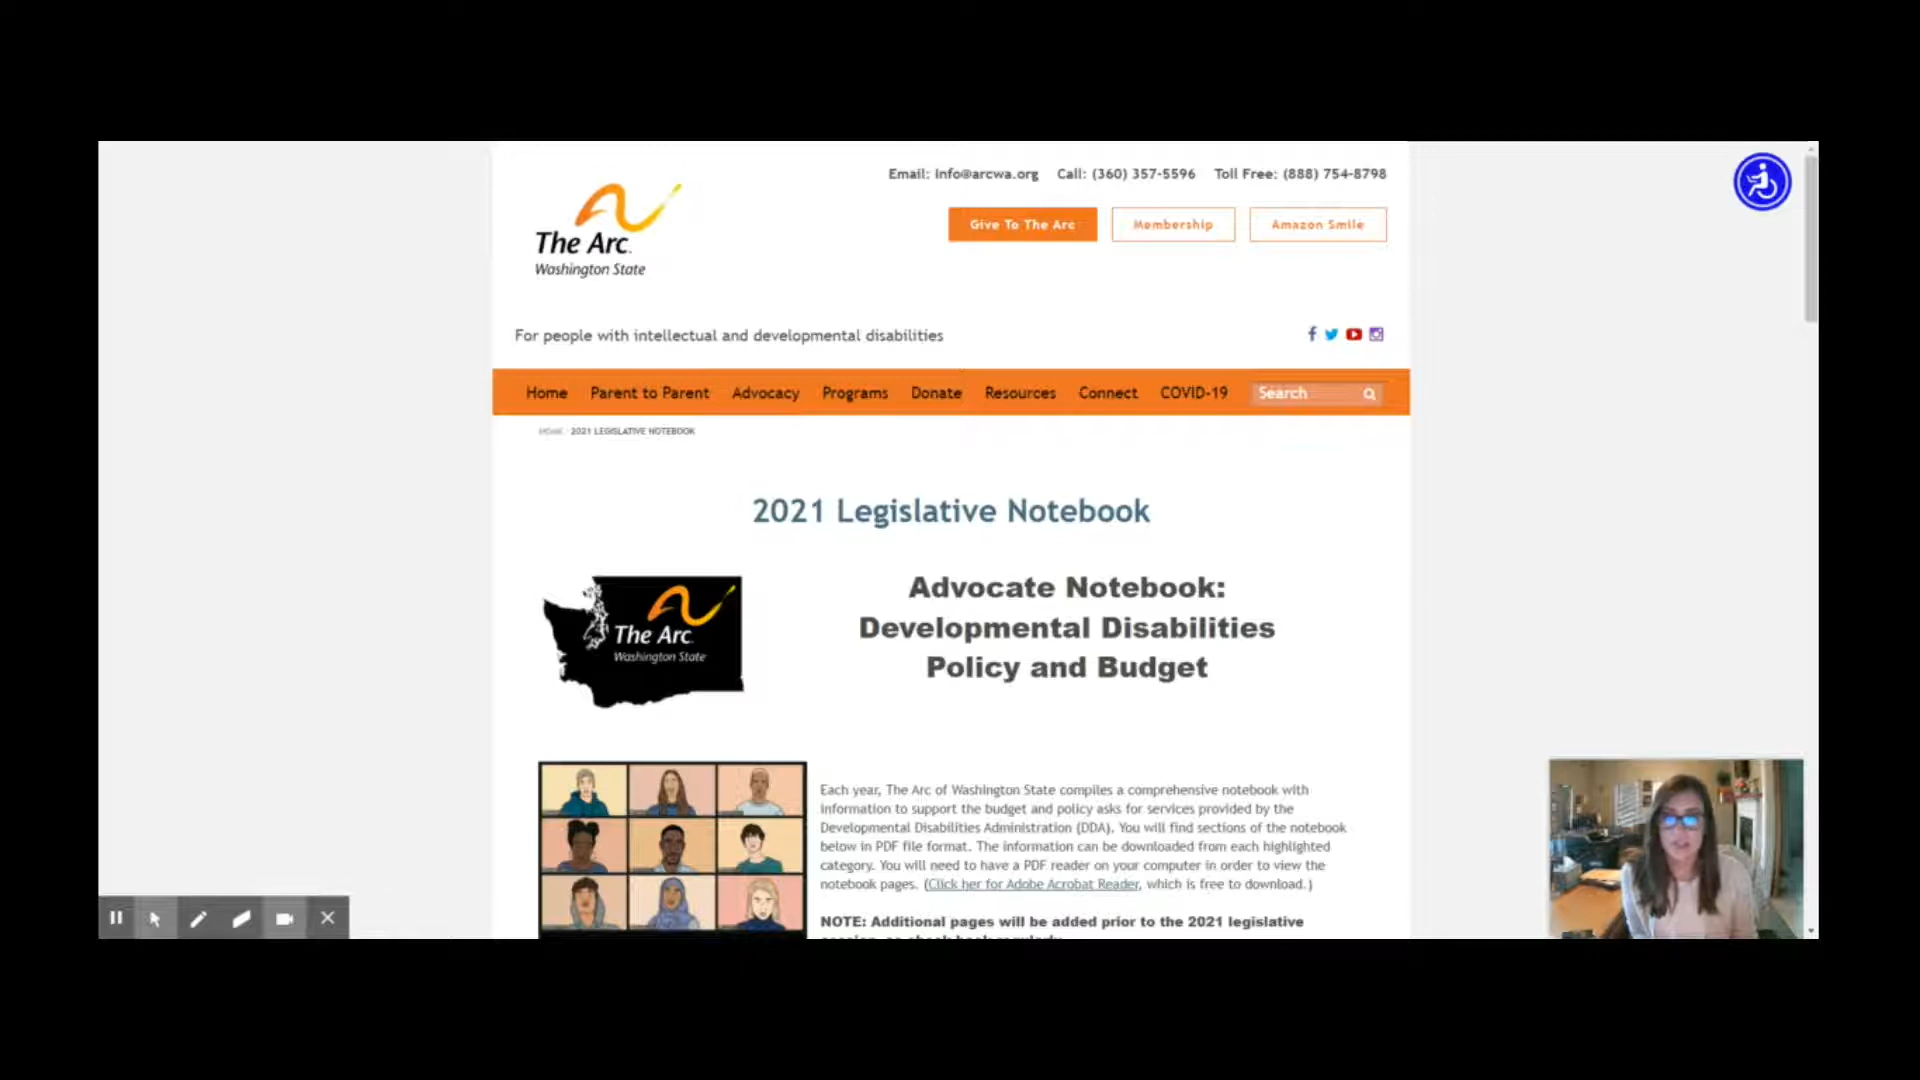 Email: Info@arcwa.org Call: (360) 357-5596 Toll Free: (888) 754-8798
Give To The Arc Membership Amazon Smile
The Arc.
Washington State
For people with intellectual and developmental disabilities
Home Parent to Parent Advocacy Programs Donate Resources Connect COVID-19 Search
HOME / 2021 LEGISLATIVE NOTEBOOK
2021 Legislative Notebook
The Arc.
Washington State
Advocate Notebook:
Developmental Disabilities
Policy and Budget
Each year, The Arc of Washington State compiles a comprehensive notebook with
information to support the budget and policy asks for services provided by the
Developmental Disabilities Administration (DDA). You will find sections of the notebook
below in PDF file format. The information can be downloaded from each highlighted
category. You will need to have a PDF reader on your computer in order to view the
notebook pages. (Click her for Adobe Acrobat Reader, which is free to download.)
NOTE: Additional pages will be added prior to the 2021 legislative